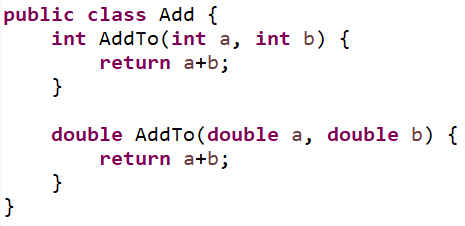 public class Add {
    int AddTo(int a, int b) {
        return a+b;
    }

    double AddTo(double a, double b) {
        return a+b;
    }
}